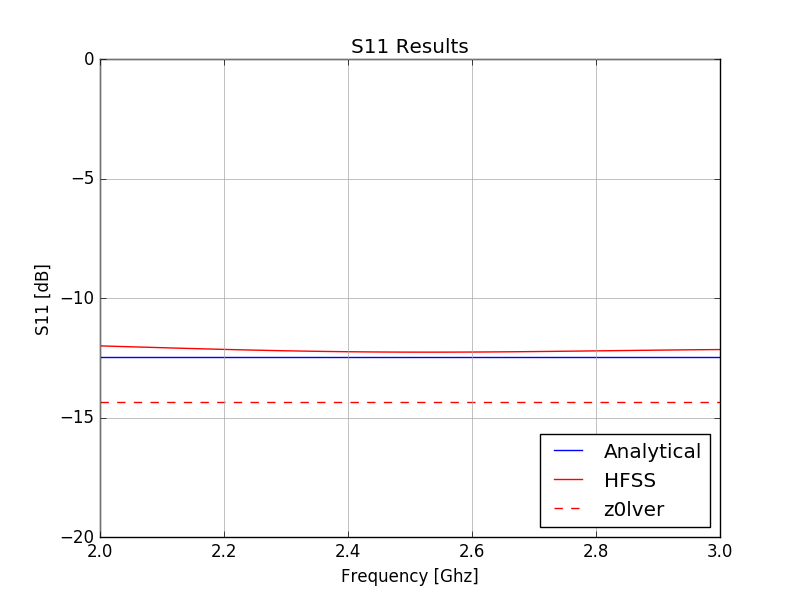 S11 Results
0
−5
−10
−15
−20
S11 [dB]
2.0 2.2 2.4 2.6 2.8 3.0
Frequency [Ghz]
Analytical
HFSS
z0lver